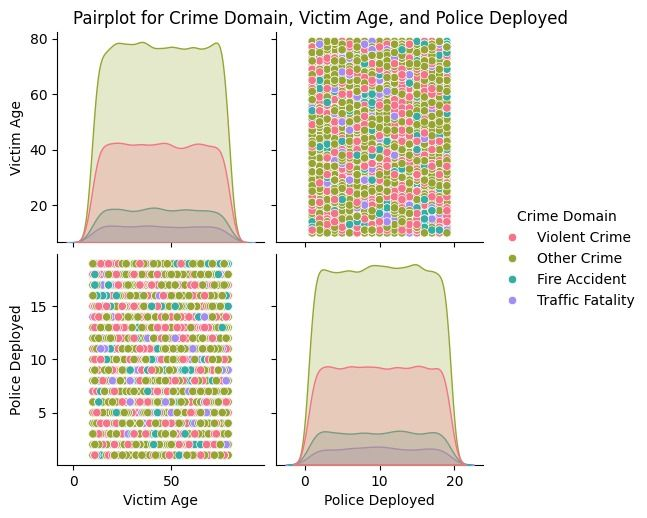 Pairplot for Crime Domain, Victim Age, and Police Deployed
80
60
40
20
Victim Age
Crime Domain
Violent Crime
Other Crime
Fire Accident
Traffic Fatality
15
10
5
Police Deployed
0 50
Victim Age
0 10 20
Police Deployed